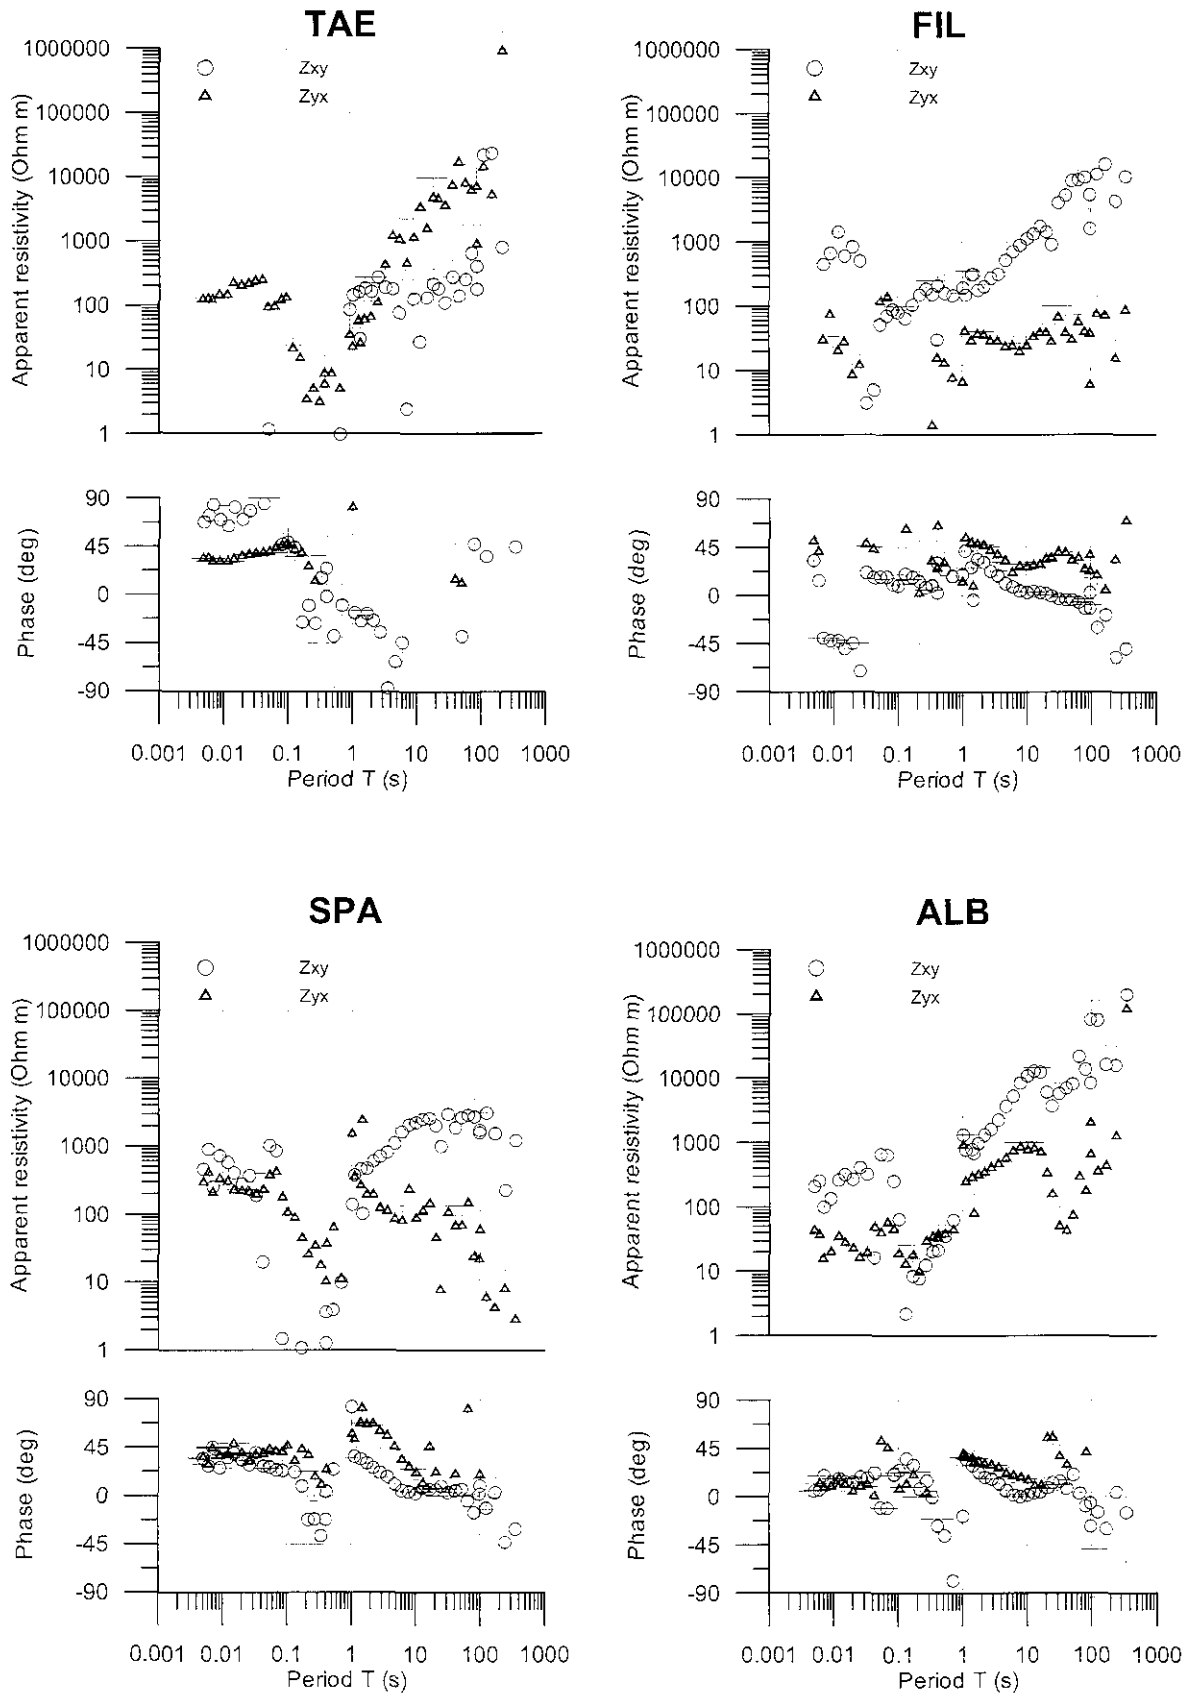 TAE
Apparent resistivity (Ohm m)
1000000
100000
10000
1000
100
10
1
Zxy
Zyx
Phase (deg)
90
45
0
-45
-90
0.001 0.01 0.1 1 10 100 1000
Period T (s)
FIL
Apparent resistivity (Ohm m)
1000000
100000
10000
1000
100
10
1
Zxy
Zyx
Phase (deg)
90
45
0
-45
-90
0.001 0.01 0.1 1 10 100 1000
Period T (s)
SPA
Apparent resistivity (Ohm m)
1000000
100000
10000
1000
100
10
1
Zxy
Zyx
Phase (deg)
90
45
0
-45
-90
0.001 0.01 0.1 1 10 100 1000
Period T (s)
ALB
Apparent resistivity (Ohm m)
1000000
100000
10000
1000
100
10
1
Zxy
Zyx
Phase (deg)
90
45
0
-45
-90
0.001 0.01 0.1 1 10 100 1000
Period T (s)